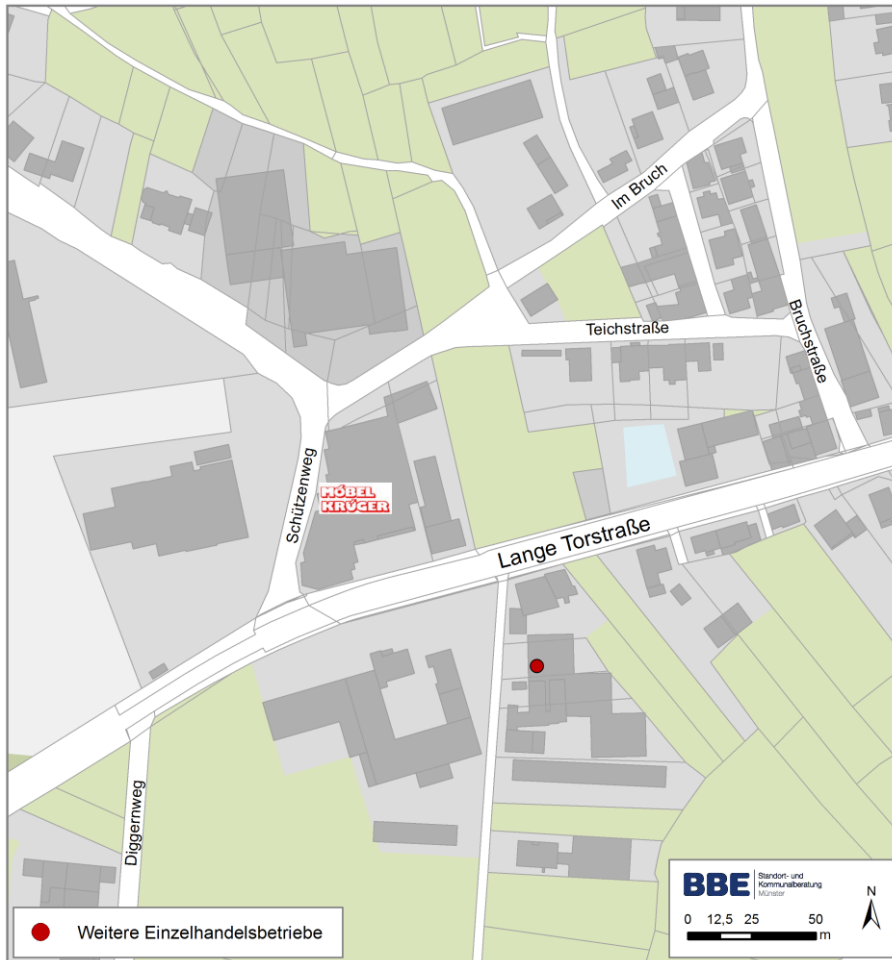 Im Bruch
Teichstraße
Bruchstraße
Schützenweg
MÖBEL
KRÜGER
Lange Torstraße
Diggernweg
Weitere Einzelhandelsbetriebe
BBE
Standort- und
Kommunalberatung
Münster
N
0 12,5 25 50
m